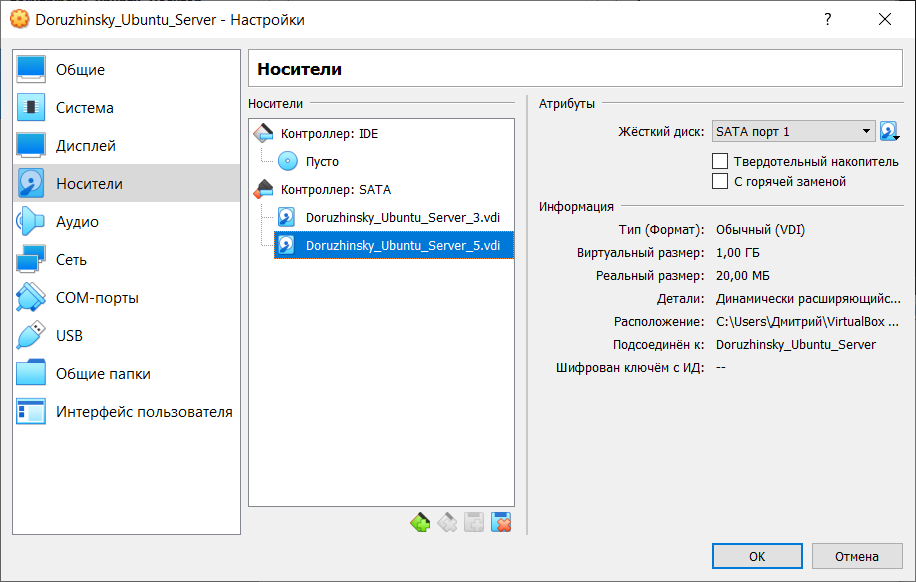 Doruzhinsky_Ubuntu_Server - Настройки
?
Общие
Система
Дисплей
Носители
Аудио
Сеть
COM-порты
USB
Общие папки
Интерфейс пользователя
Носители
Носители
Контроллер: IDE
Пусто
Контроллер: SATA
Doruzhinsky_Ubuntu_Server_3.vdi
Doruzhinsky_Ubuntu_Server_5.vdi
Атрибуты
Жёсткий диск: SATA порт 1
Твердотельный накопитель
С горячей заменой
Информация
Тип (Формат): Обычный (VDI)
Виртуальный размер: 1,00 ГБ
Реальный размер: 20,00 МБ
Детали: Динамически расширяющийс...
Расположение: C:\Users\Дмитрий\VirtualBox ...
Подсоединён к: Doruzhinsky_Ubuntu_Server
Шифрован ключём с ИД: --
OK
Отмена